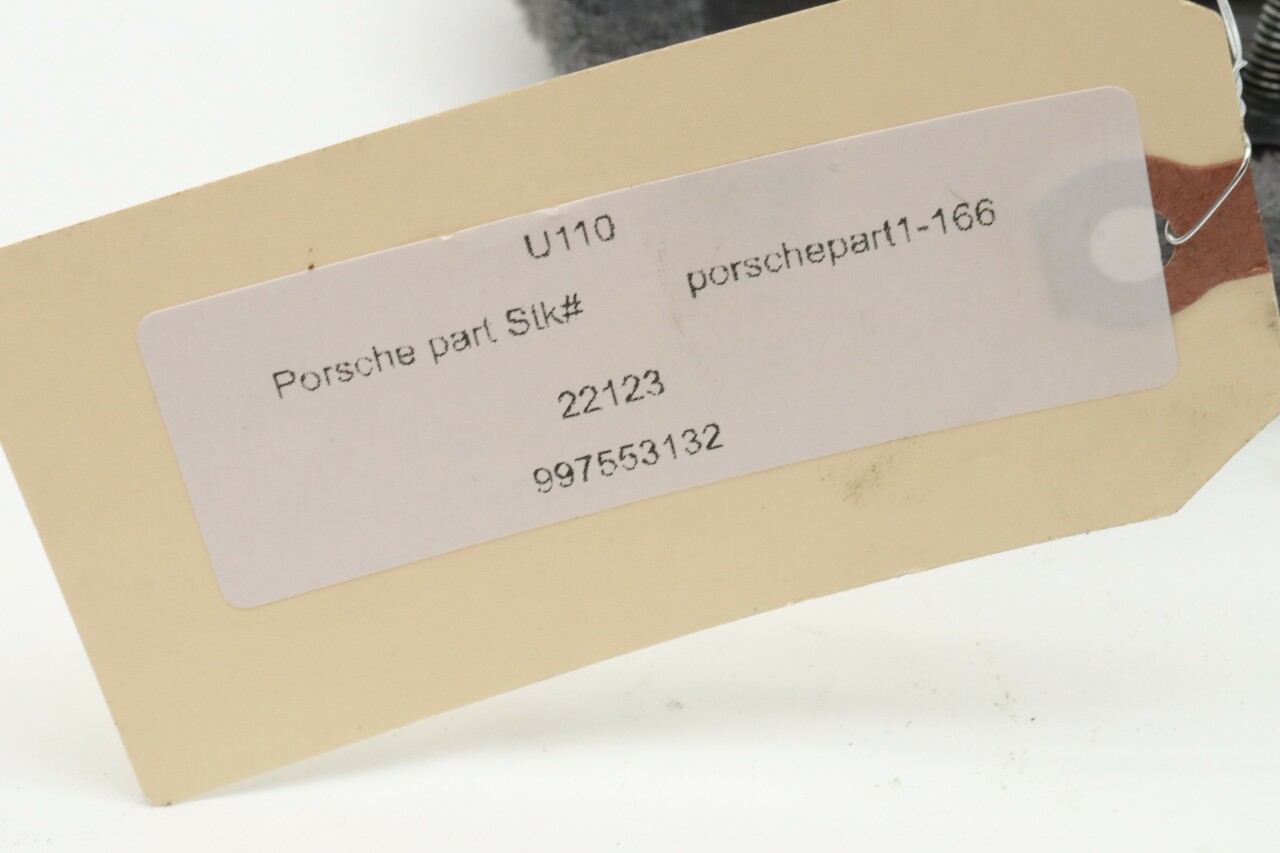 U110
Porsche part Stk# porschepart1-166
22123
997553132